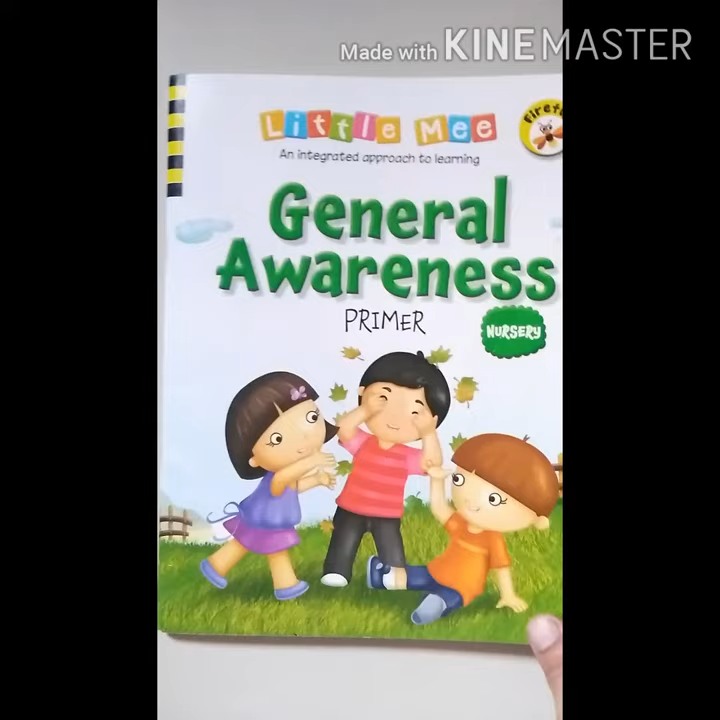 Made with KINEMASTER
Little Mee
An integrated approach to learning
General
Awareness
PRIMER
NURSERY